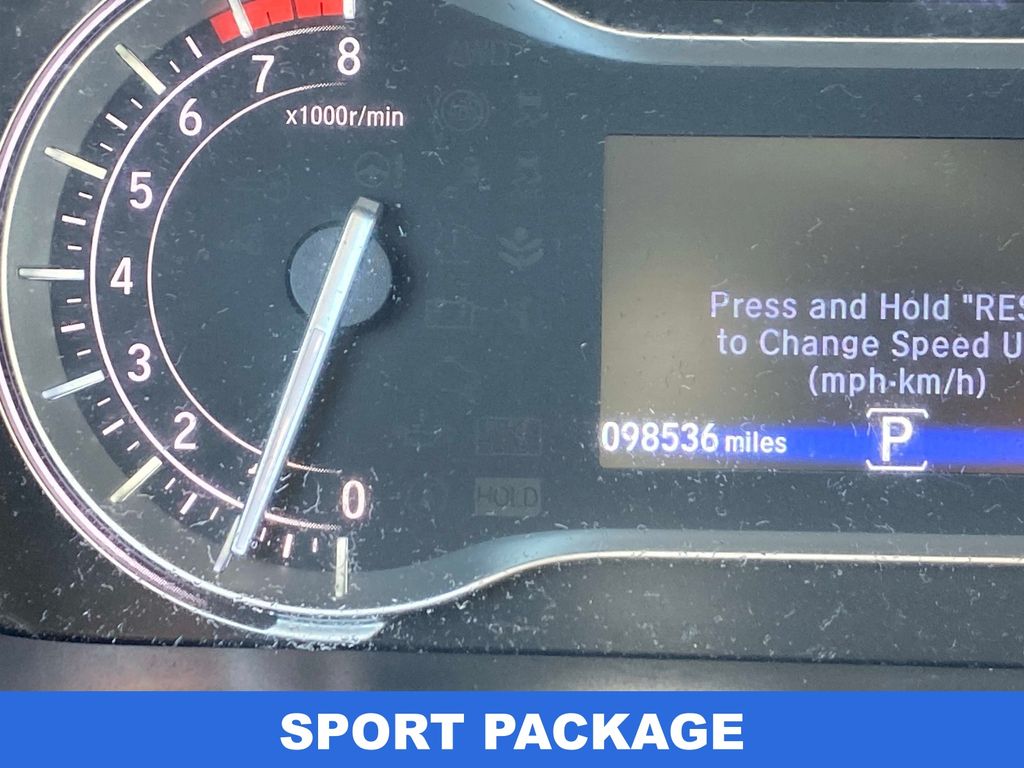 8
7
x1000r/min
6
5
4
3
2
0
HOLD
Press and Hold "RES
to Change Speed U
(mph·km/h)
098536 miles P
SPORT PACKAGE